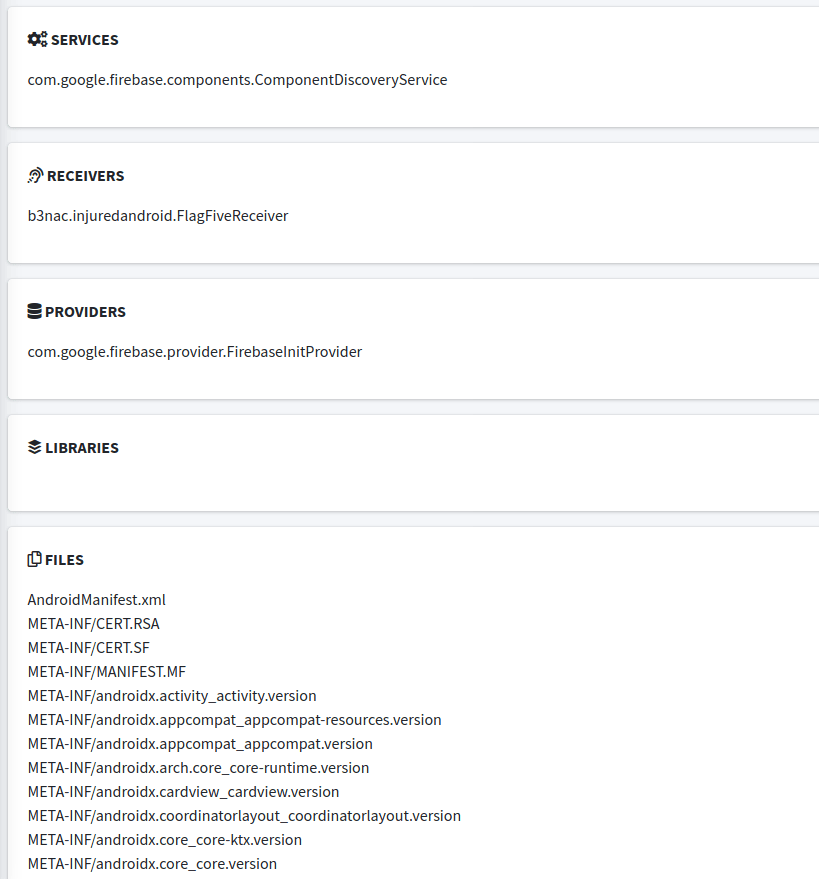 SERVICES
com.google.firebase.components.ComponentDiscoveryService
RECEIVERS
b3nac.injuredandroid.FlagFiveReceiver
PROVIDERS
com.google.firebase.provider.FirebaseInitProvider
LIBRARIES
FILES
AndroidManifest.xml
META-INF/CERT.RSA
META-INF/CERT.SF
META-INF/MANIFEST.MF
META-INF/androidx.activity_activity.version
META-INF/androidx.appcompat_appcompat-resources.version
META-INF/androidx.appcompat_appcompat.version
META-INF/androidx.arch.core_core-runtime.version
META-INF/androidx.cardview_cardview.version
META-INF/androidx.coordinatorlayout_coordinatorlayout.version
META-INF/androidx.core_core-ktx.version
META-INF/androidx.core_core.version